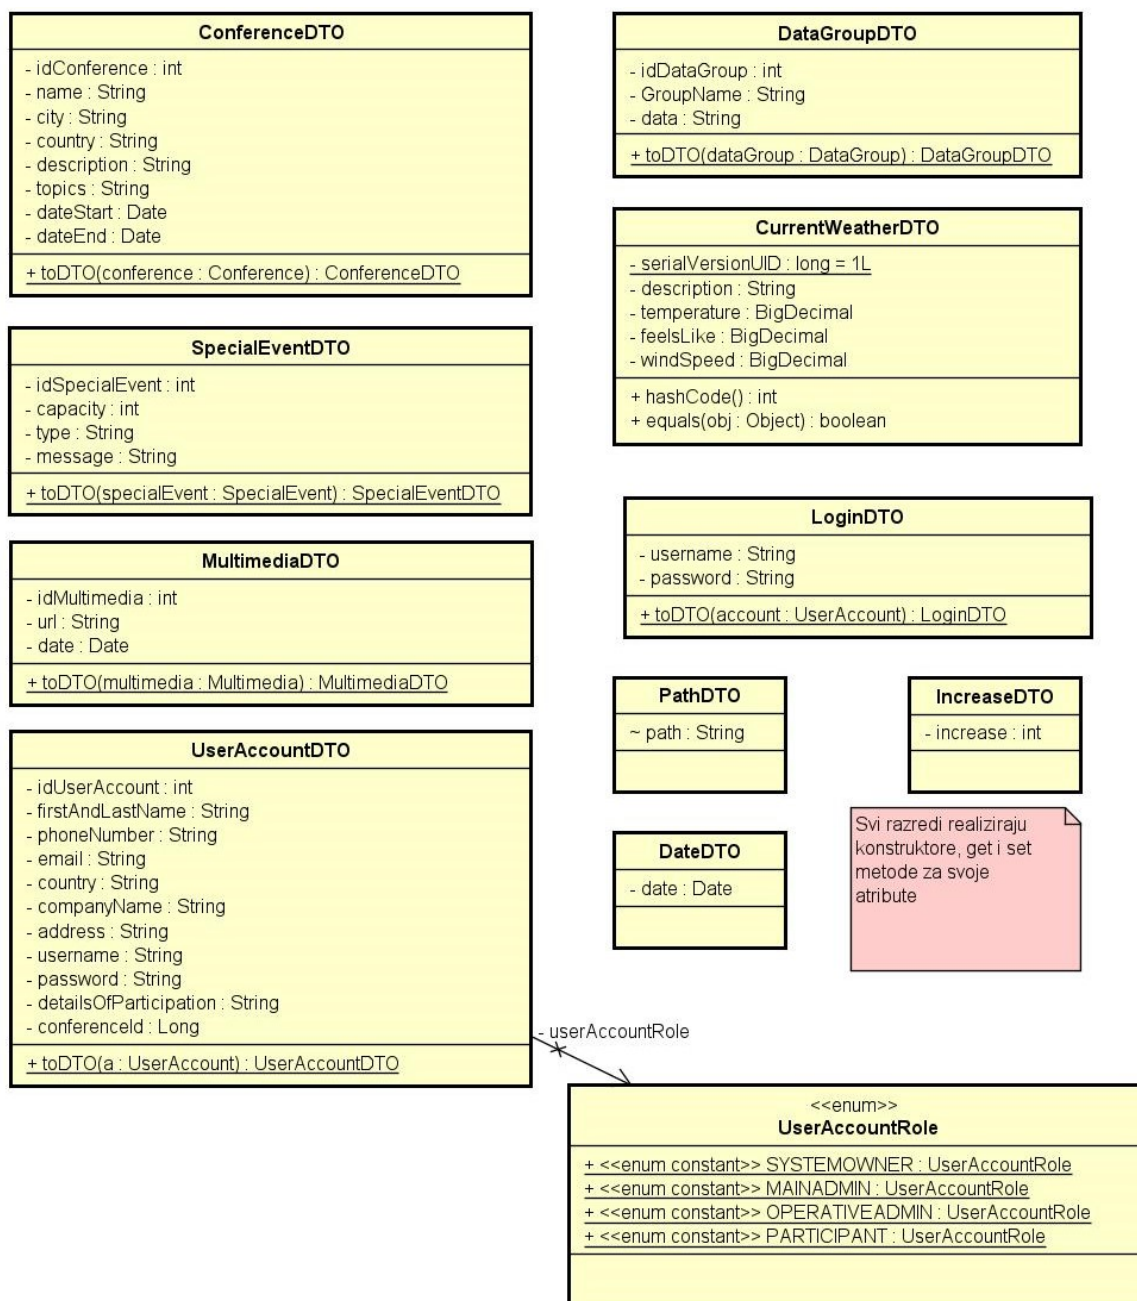 ConferenceDTO
- idConference : int
- name : String
- city : String
- country : String
- description : String
- topics : String
- dateStart : Date
- dateEnd : Date
+ toDTO(conference : Conference) : ConferenceDTO
SpecialEventDTO
- idSpecialEvent : int
- capacity : int
- type : String
- message : String
+ toDTO(specialEvent : SpecialEvent) : SpecialEventDTO
MultimediaDTO
- idMultimedia : int
- url : String
- date : Date
+ toDTO(multimedia : Multimedia) : MultimediaDTO
UserAccountDTO
- idUserAccount : int
- firstAndLastName : String
- phoneNumber : String
- email : String
- country : String
- companyName : String
- address : String
- username : String
- password : String
- detailsOfParticipation : String
- conferenceId : Long
+ toDTO(a : UserAccount) : UserAccountDTO
DataGroupDTO
- idDataGroup : int
- GroupName : String
- data : String
+ toDTO(dataGroup : DataGroup) : DataGroupDTO
CurrentWeatherDTO
- serialVersionUID : long = 1L
- description : String
- temperature : BigDecimal
- feelsLike : BigDecimal
- windSpeed : BigDecimal
+ hashCode() : int
+ equals(obj : Object) : boolean
LoginDTO
- username : String
- password : String
+ toDTO(account : UserAccount) : LoginDTO
PathDTO
~ path : String
IncreaseDTO
- increase : int
DateDTO
- date : Date
Svi razredi realiziraju
konstruktore, get i set
metode za svoje
atribute
- userAccountRole
<<enum>>
UserAccountRole
+ <<enum constant>> SYSTEMOWNER : UserAccountRole
+ <<enum constant>> MAINADMIN : UserAccountRole
+ <<enum constant>> OPERATIVEADMIN : UserAccountRole
+ <<enum constant>> PARTICIPANT : UserAccountRole